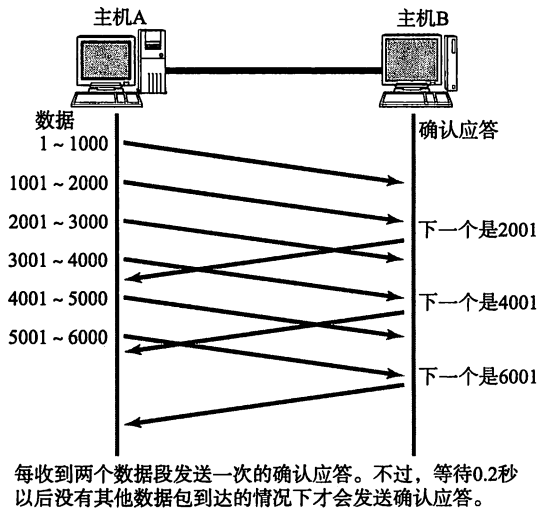 主机A
主机B
数据
确认应答
1 ~ 1000
1001 ~ 2000
2001 ~ 3000
下一个是2001
3001 ~ 4000
4001 ~ 5000
下一个是4001
5001 ~ 6000
下一个是6001
每收到两个数据段发送一次的确认应答。不过，等待0.2秒
以后没有其他数据包到达的情况下才会发送确认应答。